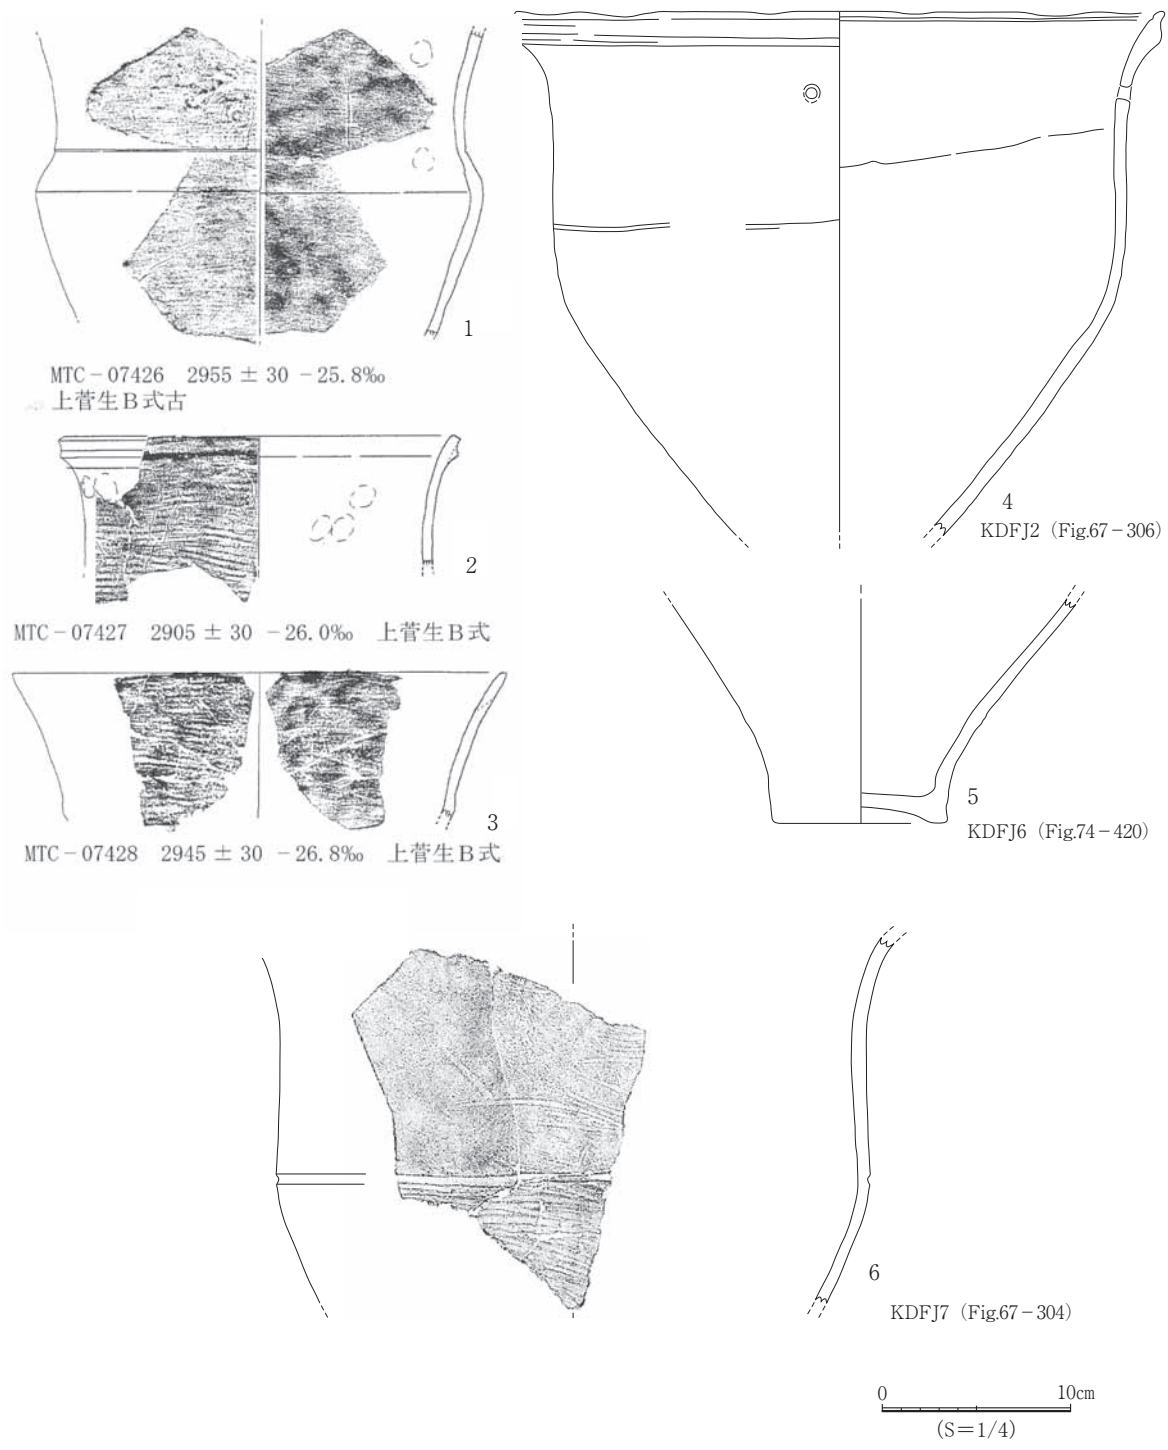 1
MTC－07426 2955 ± 30 －25.8‰
上菅生B式古
2
MTC－07427 2905 ± 30 －26.0‰ 上菅生B式
3
MTC－07428 2945 ± 30 －26.8‰ 上菅生B式
4
KDFJ2 (Fig.67－306)
5
KDFJ6 (Fig.74－420)
6
KDFJ7 (Fig.67－304)
0 10cm
(S＝1/4)